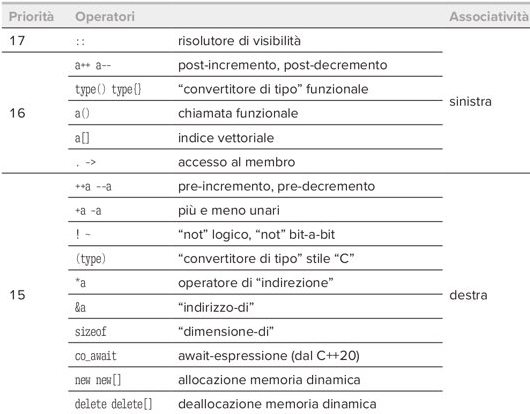 Priorità Operatori Associatività
17 :: risolutore di visibilità
a++ a-- post-incremento, post-decremento
type() type{} “convertitore di tipo” funzionale
sinistra
16 a() chiamata funzionale
a[] indice vettoriale
. -> accesso al membro
++a --a pre-incremento, pre-decremento
+a -a più e meno unari
! ~ “not” logico, “not” bit-a-bit
(type) “convertitore di tipo” stile “C”
*a operatore di “indirezione”
15 &a “indirizzo-di” destra
sizeof “dimensione-di”
co_await await-espressione (dal C++20)
new new[] allocazione memoria dinamica
delete delete[] deallocazione memoria dinamica